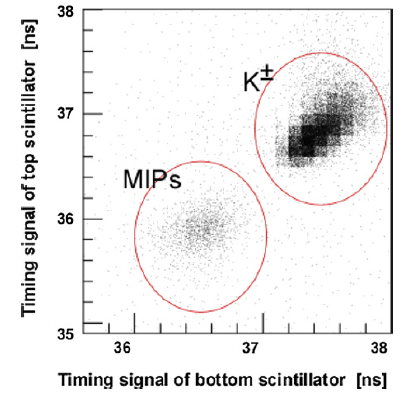 38
37
36
35
Timing signal of top scintillator [ns]
K±
MIPs
36 37 38
Timing signal of bottom scintillator [ns]